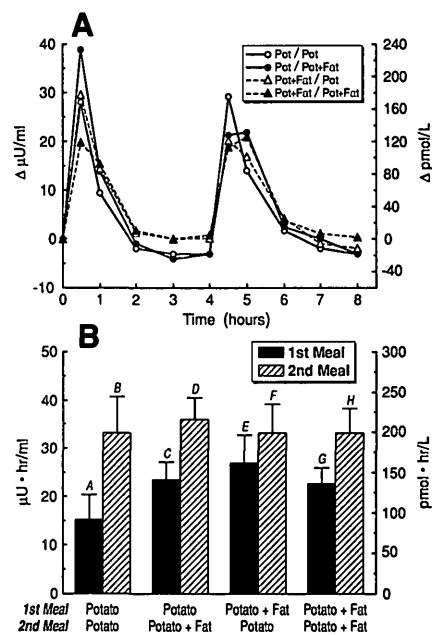 A
Δ μU/ml
40
30
20
10
0
-10
0 1 2 3 4 5 6 7 8
Time (hours)
240
200
160
120
80
40
0
-40
Δ pmol/L
Pot / Pot
Pot / Pot+Fat
Pot+Fat / Pot
Pot+Fat / Pot+Fat
B
μU • hr/ml
50
40
30
20
10
0
300
250
200
150
100
50
0
pmol • hr/L
1st Meal
2nd Meal
A B C D E F G H
1st Meal Potato Potato Potato + Fat Potato + Fat
2nd Meal Potato Potato + Fat Potato Potato + Fat